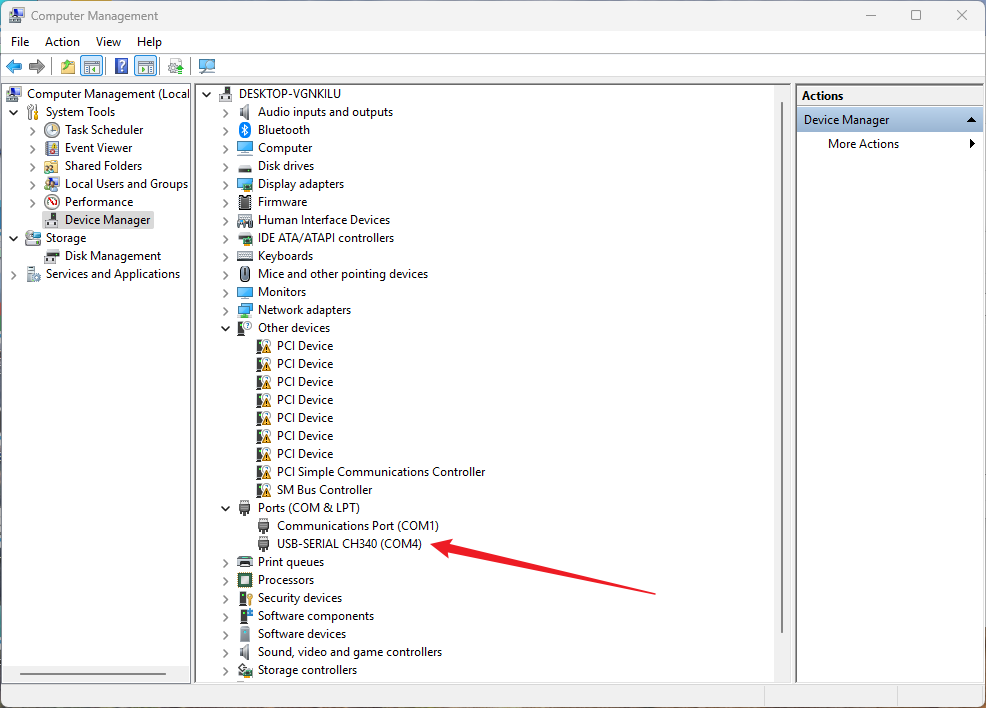 Computer Management
File Action View Help
Computer Management (Local
System Tools
Task Scheduler
Event Viewer
Shared Folders
Local Users and Groups
Performance
Device Manager
Storage
Disk Management
Services and Applications
DESKTOP-VGNKILU
Audio inputs and outputs
Bluetooth
Computer
Disk drives
Display adapters
Firmware
Human Interface Devices
IDE ATA/ATAPI controllers
Keyboards
Mice and other pointing devices
Monitors
Network adapters
Other devices
PCI Device
PCI Device
PCI Device
PCI Device
PCI Device
PCI Device
PCI Device
PCI Simple Communications Controller
SM Bus Controller
Ports (COM & LPT)
Communications Port (COM1)
USB-SERIAL CH340 (COM4)
Print queues
Processors
Security devices
Software components
Software devices
Sound, video and game controllers
Storage controllers
Actions
Device Manager
More Actions